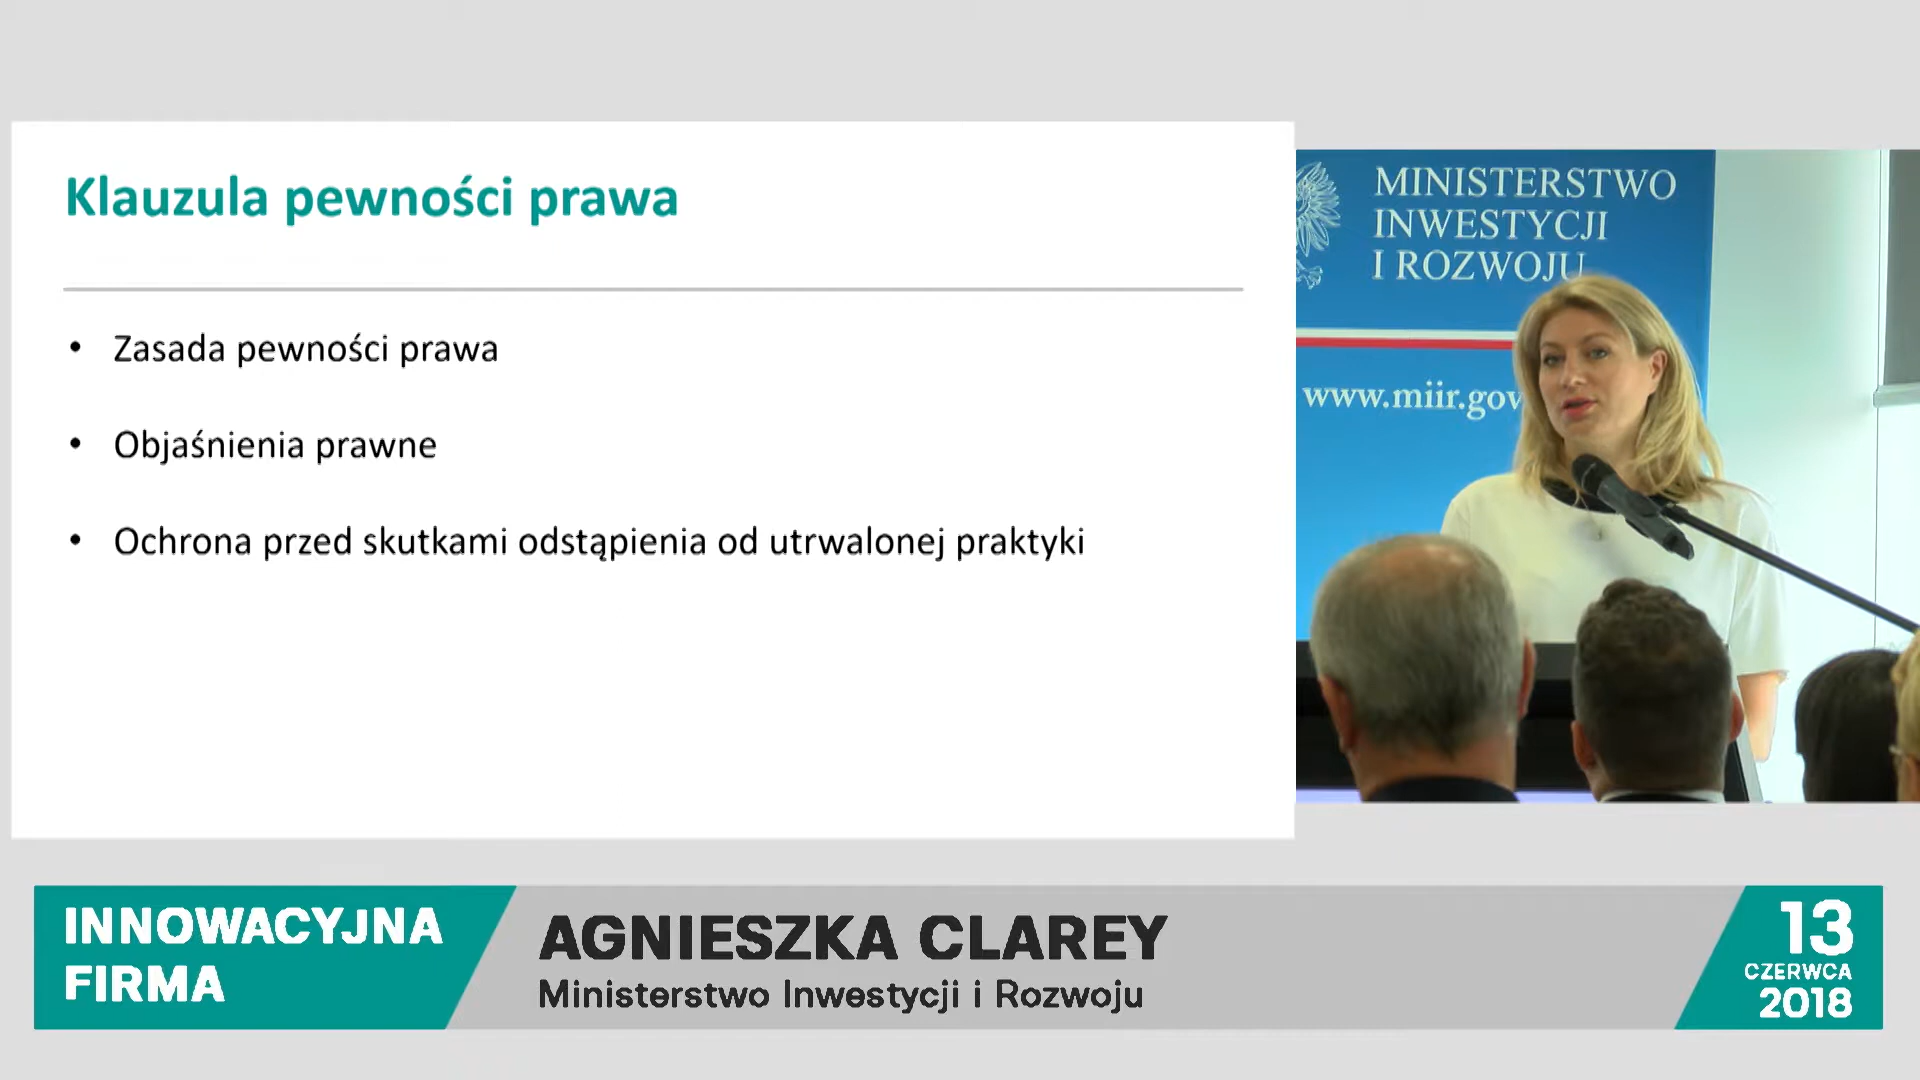 Klauzula pewności prawa
• Zasada pewności prawa
• Objaśnienia prawne
• Ochrona przed skutkami odstąpienia od utrwalonej praktyki
MINISTERSTWO
INWESTYCJI
I ROZWOJU
www.miir.gov
INNOWACYJNA
FIRMA
AGNIESZKA CLAREY
Ministerstwo Inwestycji i Rozwoju
13
CZERWCA
2018